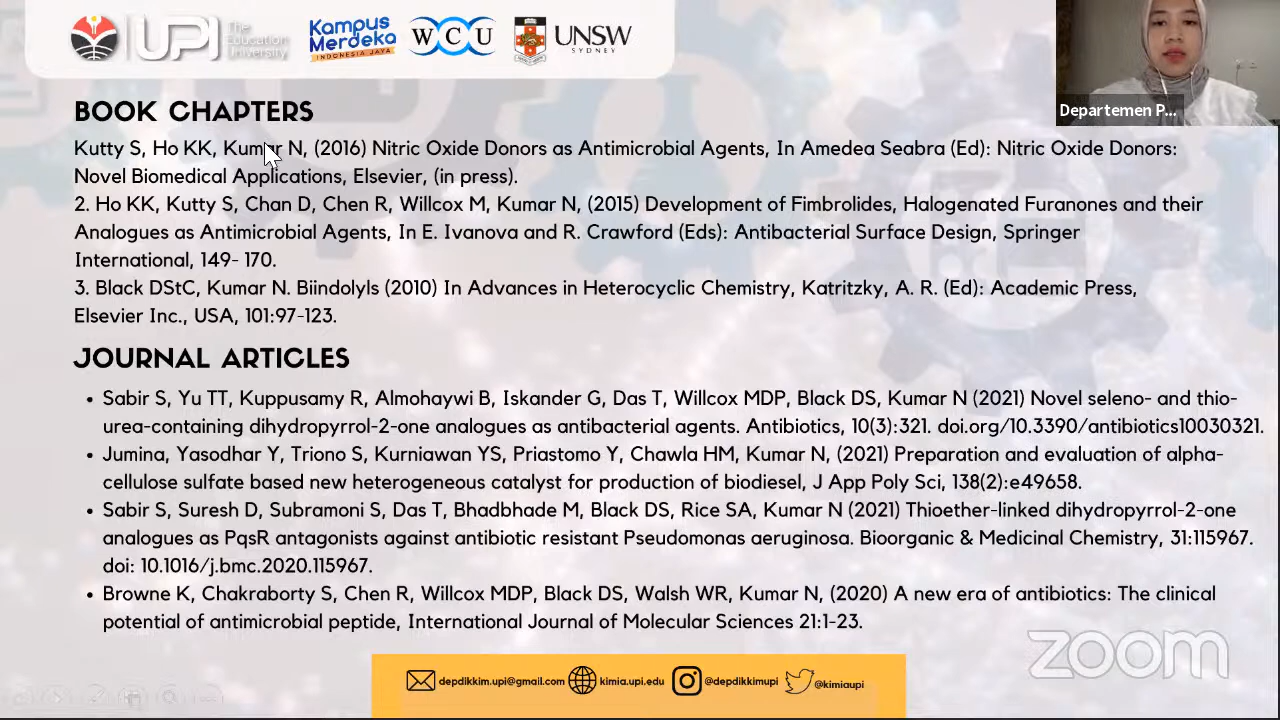 UPI The Education University
Kampus Merdeka INDONESIA JAYA
WCU
UNSW SYDNEY
Departemen P...
BOOK CHAPTERS
Kutty S, Ho KK, Kumar N, (2016) Nitric Oxide Donors as Antimicrobial Agents, In Amedea Seabra (Ed): Nitric Oxide Donors:
Novel Biomedical Applications, Elsevier, (in press).
2. Ho KK, Kutty S, Chan D, Chen R, Willcox M, Kumar N, (2015) Development of Fimbrolides, Halogenated Furanones and their
Analogues as Antimicrobial Agents, In E. Ivanova and R. Crawford (Eds): Antibacterial Surface Design, Springer
International, 149- 170.
3. Black DStC, Kumar N. Biindolyls (2010) In Advances in Heterocyclic Chemistry, Katritzky, A. R. (Ed): Academic Press,
Elsevier Inc., USA, 101:97-123.
JOURNAL ARTICLES
• Sabir S, Yu TT, Kuppusamy R, Almohaywi B, Iskander G, Das T, Willcox MDP, Black DS, Kumar N (2021) Novel seleno- and thio-
urea-containing dihydropyrrol-2-one analogues as antibacterial agents. Antibiotics, 10(3):321. doi.org/10.3390/antibiotics10030321.
• Jumina, Yasodhar Y, Triono S, Kurniawan YS, Priastomo Y, Chawla HM, Kumar N, (2021) Preparation and evaluation of alpha-
cellulose sulfate based new heterogeneous catalyst for production of biodiesel, J App Poly Sci, 138(2):e49658.
• Sabir S, Suresh D, Subramoni S, Das T, Bhadbhade M, Black DS, Rice SA, Kumar N (2021) Thioether-linked dihydropyrrol-2-one
analogues as PqsR antagonists against antibiotic resistant Pseudomonas aeruginosa. Bioorganic & Medicinal Chemistry, 31:115967.
doi: 10.1016/j.bmc.2020.115967.
• Browne K, Chakraborty S, Chen R, Willcox MDP, Black DS, Walsh WR, Kumar N, (2020) A new era of antibiotics: The clinical
potential of antimicrobial peptide, International Journal of Molecular Sciences 21:1-23.
zoom
depdikkim.upi@gmail.com kimia.upi.edu @depdikkimupi @kimiaupi